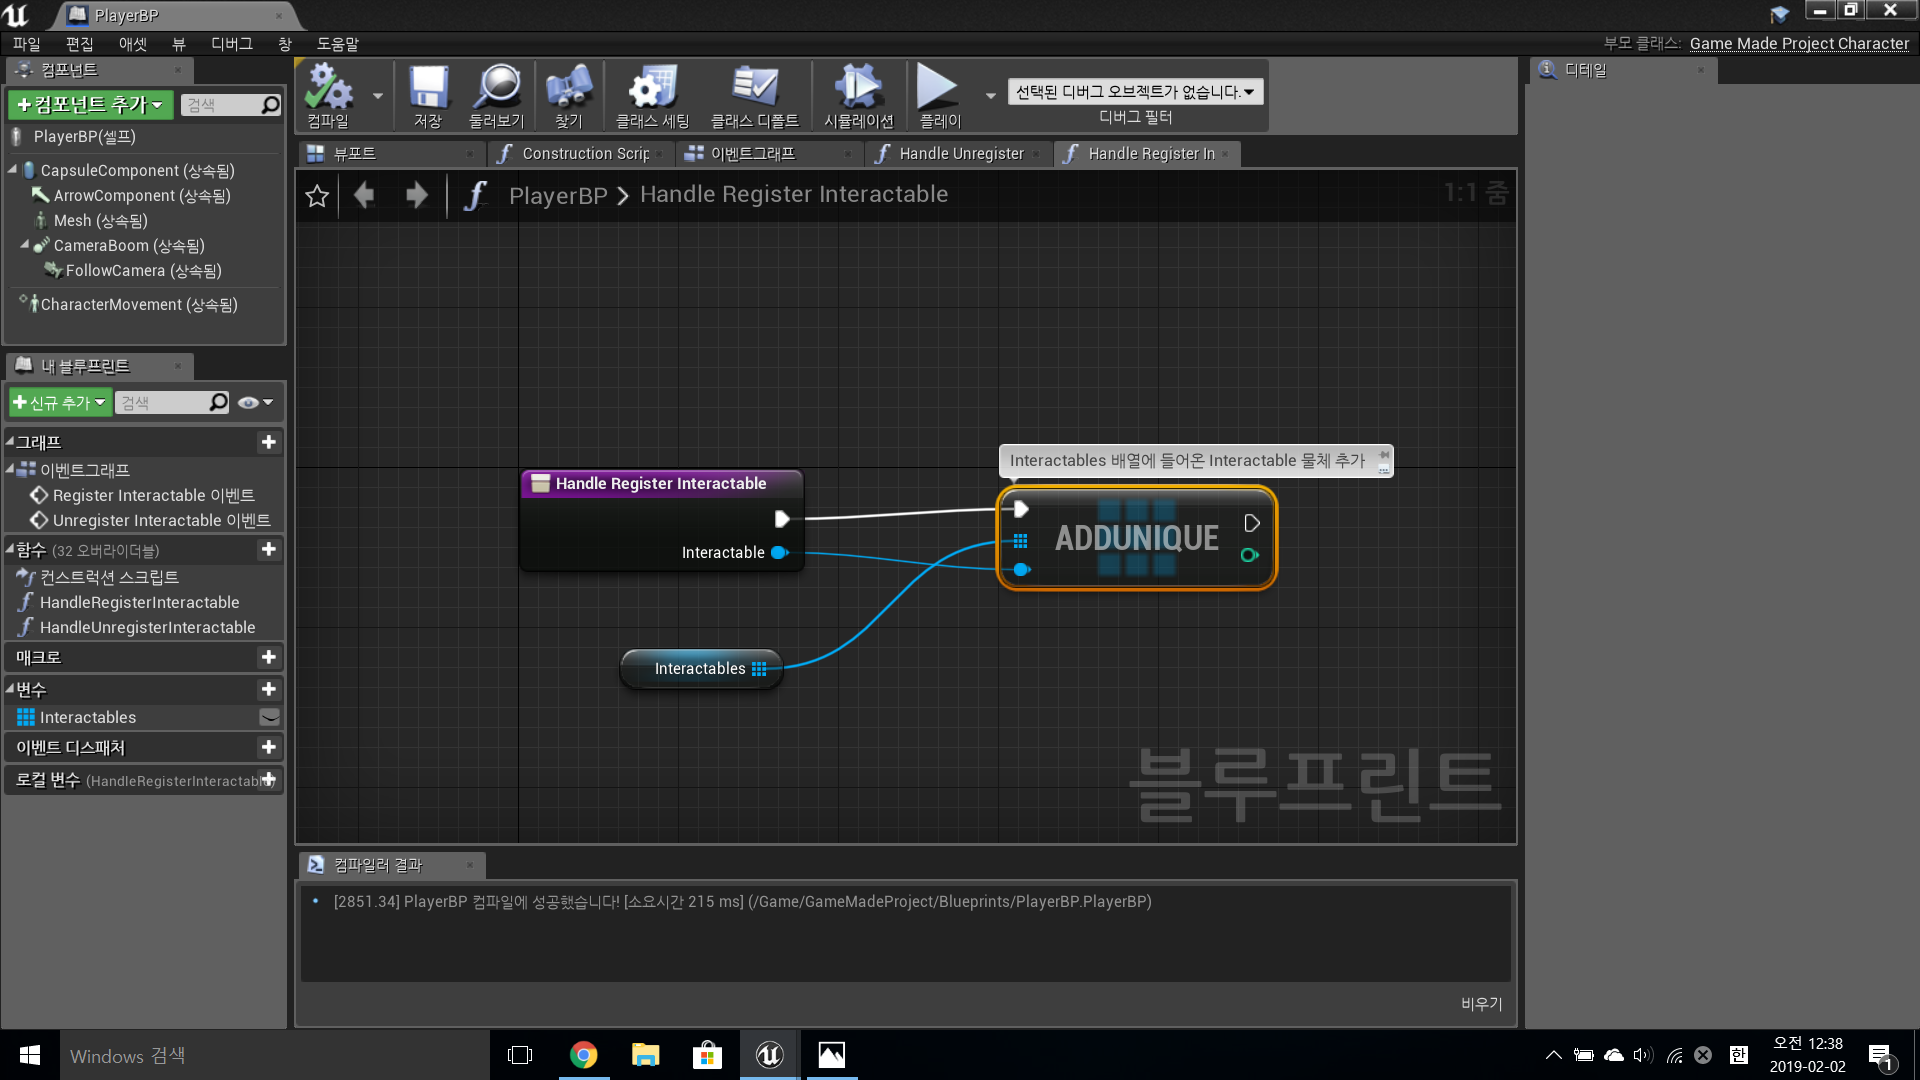 PlayerBP
파일 편집 애셋 뷰 디버그 창 도움말
부모 클래스: Game Made Project Character
컴포넌트
컴포넌트 추가
검색
PlayerBP(셀프)
CapsuleComponent (상속됨)
ArrowComponent (상속됨)
Mesh (상속됨)
CameraBoom (상속됨)
FollowCamera (상속됨)
CharacterMovement (상속됨)
내 블루프린트
신규 추가
검색
그래프
이벤트그래프
Register Interactable 이벤트
Unregister Interactable 이벤트
함수 (32 오버라이더블)
컨스트럭션 스크립트
HandleRegisterInteractable
HandleUnregisterInteractable
매크로
변수
Interactables
이벤트 디스패처
로컬 변수 (HandleRegisterInteractable)
컴파일
저장
둘러보기
찾기
클래스 세팅
클래스 디폴트
시뮬레이션
플레이
선택된 디버그 오브젝트가 없습니다.
디버그 필터
뷰포트
Construction Scrip
이벤트그래프
Handle Unregister
Handle Register In
PlayerBP > Handle Register Interactable
1:1 줌
Interactables 배열에 들어온 Interactable 물체 추가
Handle Register Interactable
Interactable
ADDUNIQUE
Interactables
블루프린트
컴파일러 결과
[2851.34] PlayerBP 컴파일에 성공했습니다! [소요시간 215 ms] (/Game/GameMadeProject/Blueprints/PlayerBP.PlayerBP)
비우기
디테일
Windows 검색
한
오전 12:38
2019-02-02
1